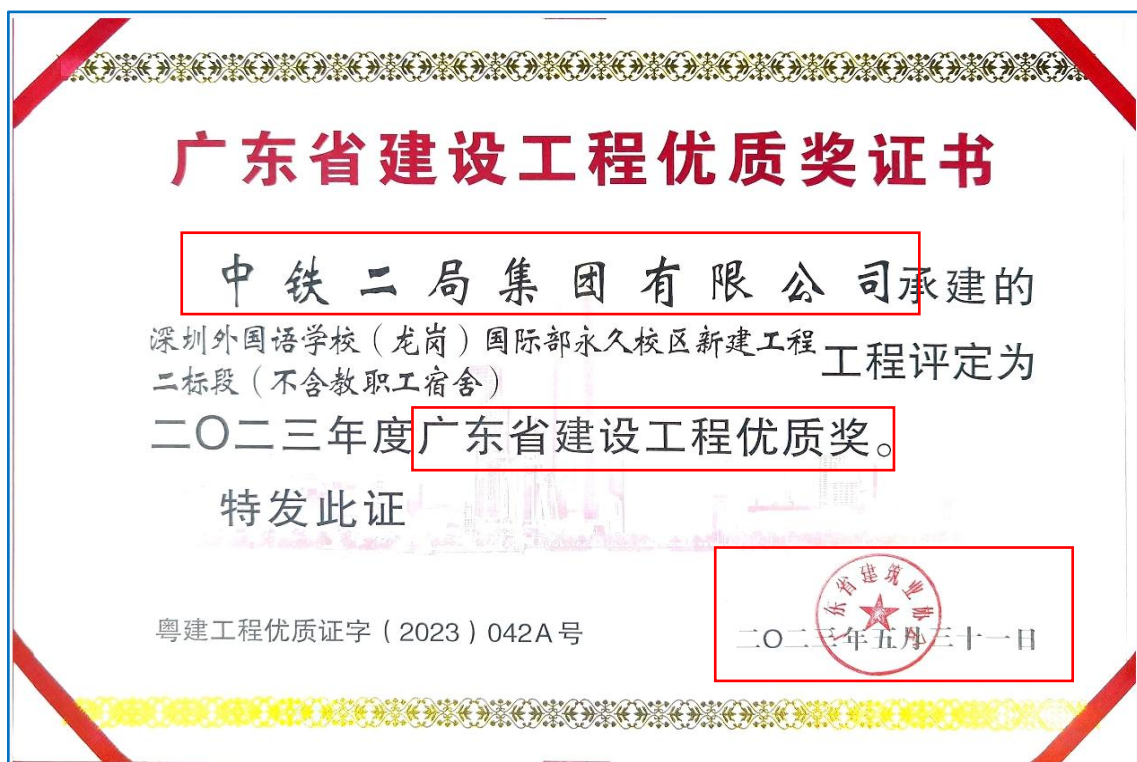 广东省建设工程优质奖证书
中铁二局集团有限公司承建的
深圳外国语学校（龙岗）国际部永久校区新建工程
二标段（不含教职工宿舍）
工程评定为
二〇二三年度广东省建设工程优质奖。
特发此证
广东省建筑业协会
粤建工程优质证字（2023）042A号
二〇二三年五月三十一日